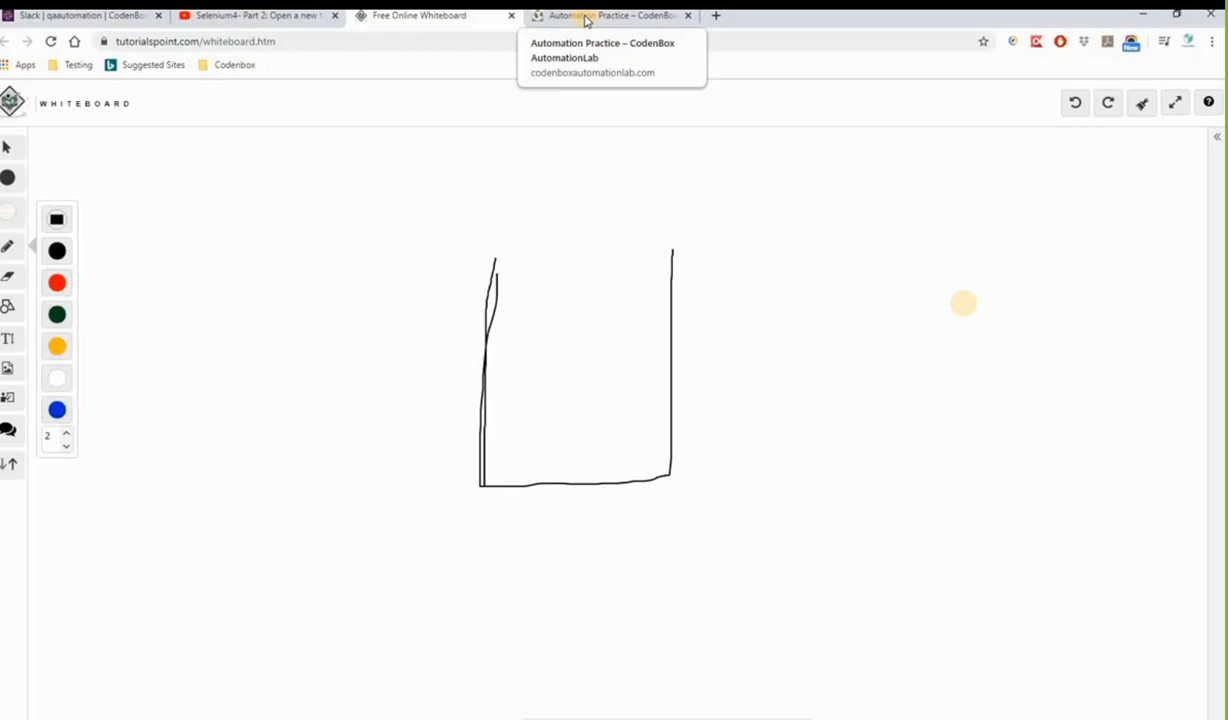 Slack | qaautomation | CodenBo
Selenium4- Part 2: Open a new t
Free Online Whiteboard
Automation Practice – CodenBo
tutorialspoint.com/whiteboard.htm
Automation Practice – CodenBox
AutomationLab
codenboxautomationlab.com
New
Apps
Testing
Suggested Sites
Codenbox
WHITEBOARD
T
2